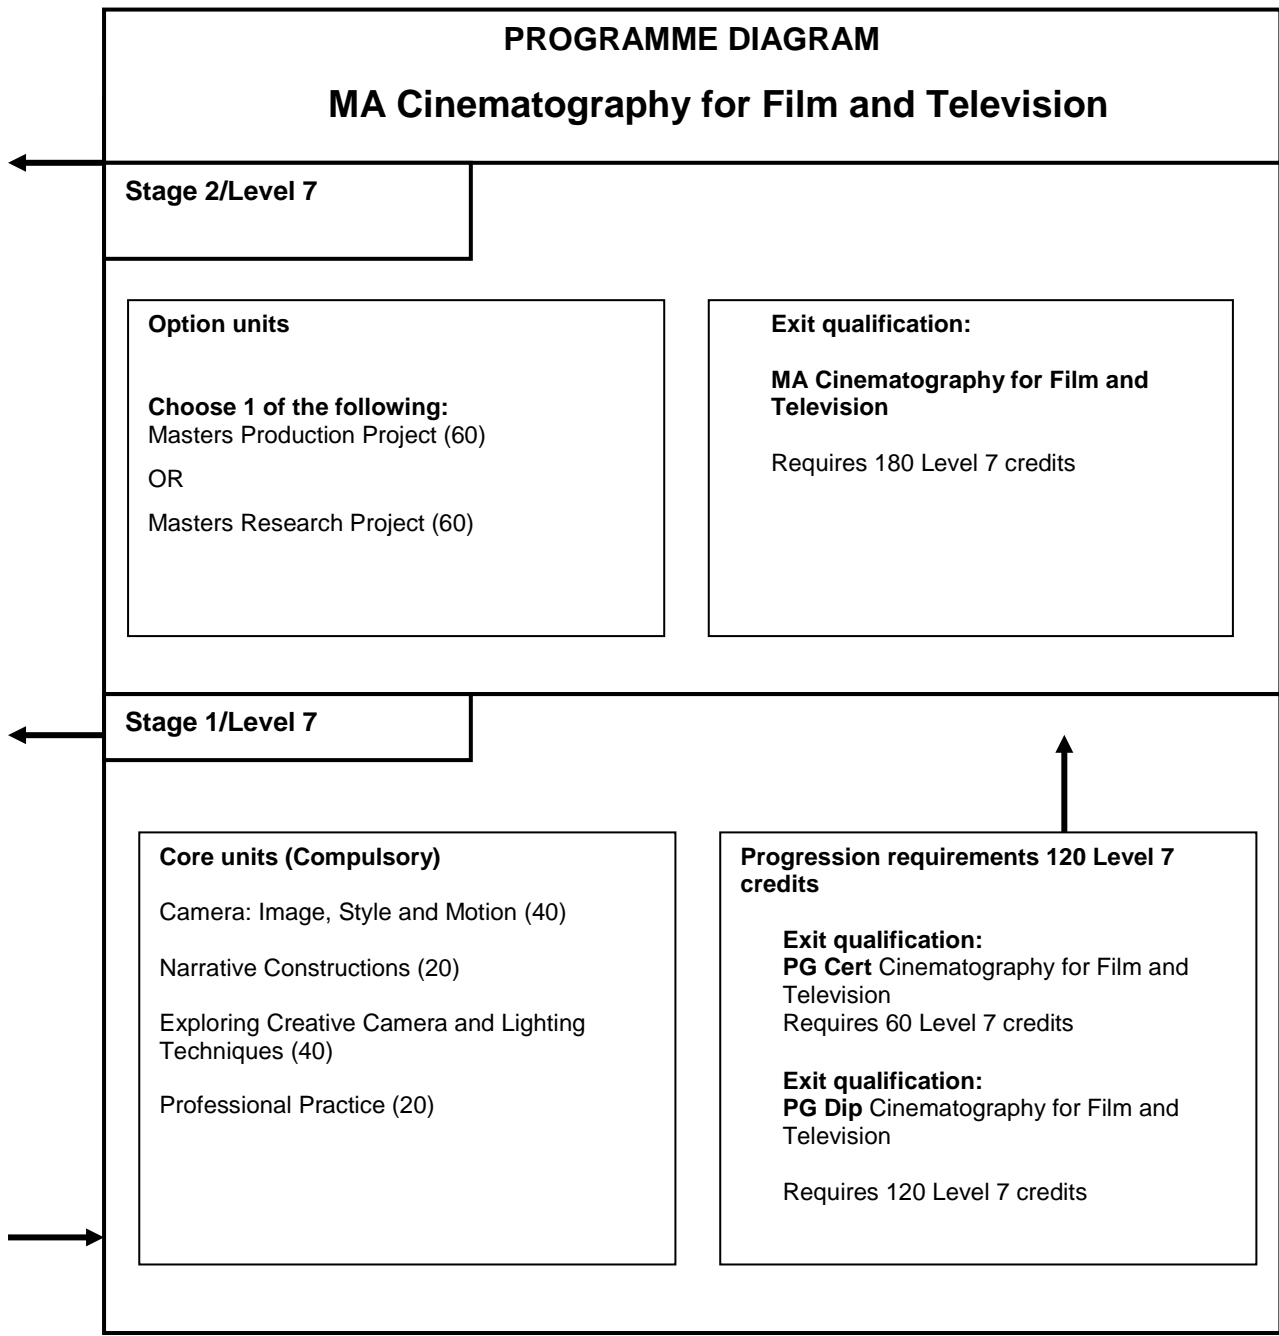 PROGRAMME DIAGRAM
MA Cinematography for Film and Television
Stage 2/Level 7
Option units
Choose 1 of the following:
Masters Production Project (60)
OR
Masters Research Project (60)
Exit qualification:
MA Cinematography for Film and
Television
Requires 180 Level 7 credits
Stage 1/Level 7
Core units (Compulsory)
Camera: Image, Style and Motion (40)
Narrative Constructions (20)
Exploring Creative Camera and Lighting
Techniques (40)
Professional Practice (20)
Progression requirements 120 Level 7
credits
Exit qualification:
PG Cert Cinematography for Film and
Television
Requires 60 Level 7 credits
Exit qualification:
PG Dip Cinematography for Film and
Television
Requires 120 Level 7 credits